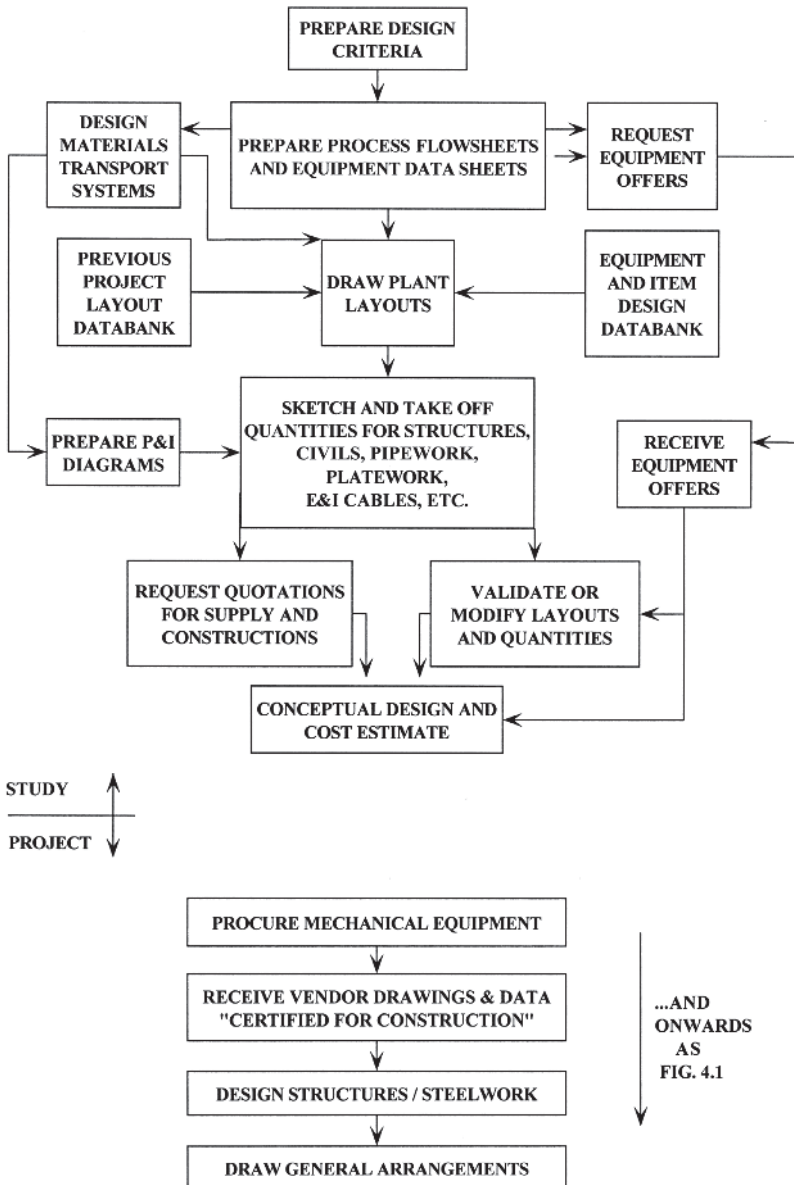 PREPARE DESIGN
CRITERIA
DESIGN
MATERIALS
TRANSPORT
SYSTEMS
PREPARE PROCESS FLOWSHEETS
AND EQUIPMENT DATA SHEETS
REQUEST
EQUIPMENT
OFFERS
PREVIOUS
PROJECT
LAYOUT
DATABANK
DRAW PLANT
LAYOUTS
EQUIPMENT
AND ITEM
DESIGN
DATABANK
PREPARE P&I
DIAGRAMS
SKETCH AND TAKE OFF
QUANTITIES FOR STRUCTURES,
CIVILS, PIPEWORK,
PLATEWORK,
E&I CABLES, ETC.
RECEIVE
EQUIPMENT
OFFERS
REQUEST QUOTATIONS
FOR SUPPLY AND
CONSTRUCTIONS
VALIDATE OR
MODIFY LAYOUTS
AND QUANTITIES
CONCEPTUAL DESIGN AND
COST ESTIMATE
STUDY
PROJECT
PROCURE MECHANICAL EQUIPMENT
RECEIVE VENDOR DRAWINGS & DATA
"CERTIFIED FOR CONSTRUCTION"
DESIGN STRUCTURES / STEELWORK
DRAW GENERAL ARRANGEMENTS
...AND
ONWARDS
AS
FIG. 4.1